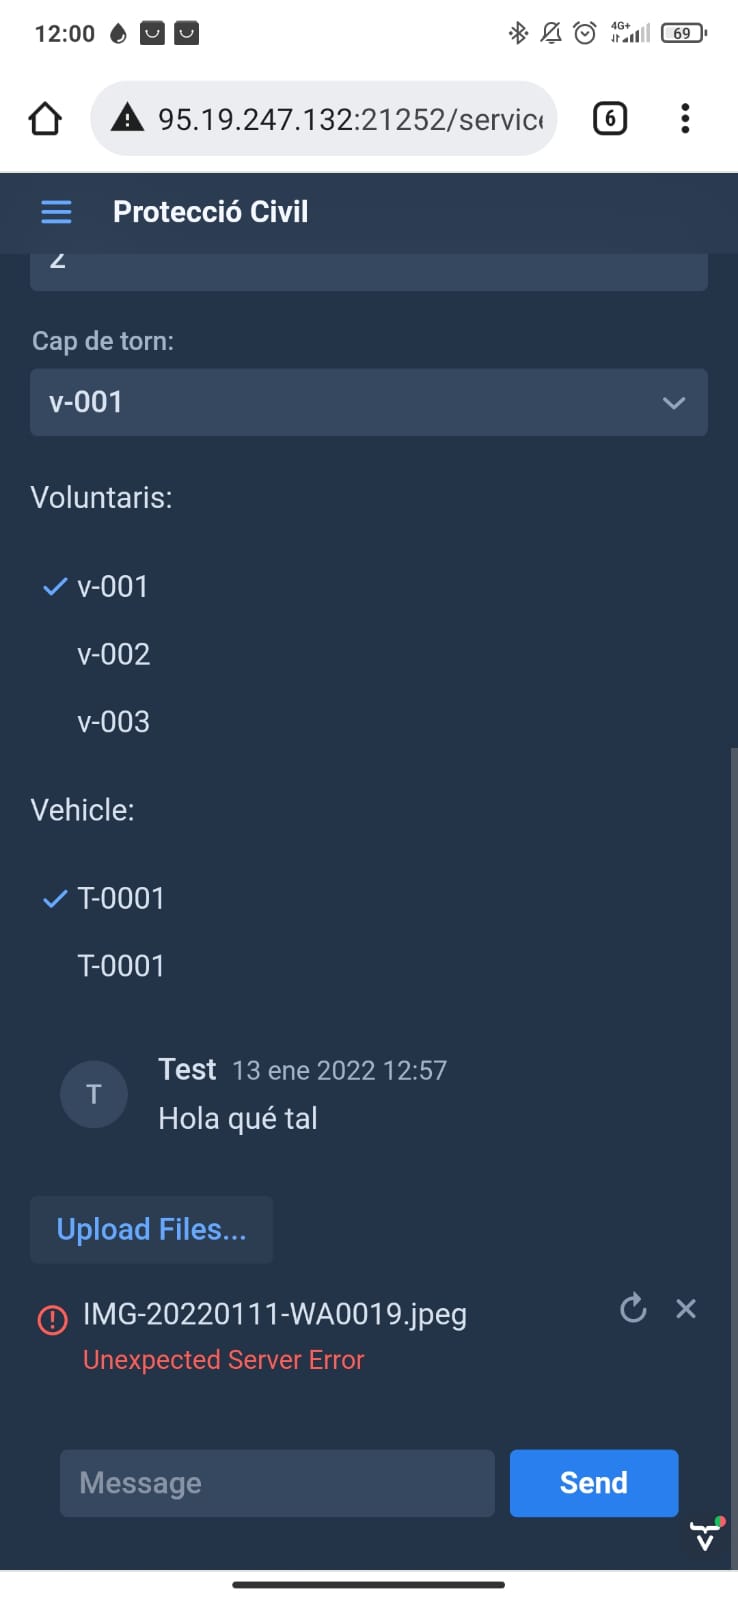 12:00
4G+
69
95.19.247.132:21252/service
6
Protecció Civil
2
Cap de torn:
v-001
Voluntaris:
v-001
v-002
v-003
Vehicle:
T-0001
T-0001
T
Test 13 ene 2022 12:57
Hola qué tal
Upload Files...
IMG-20220111-WA0019.jpeg
Unexpected Server Error
Message
Send